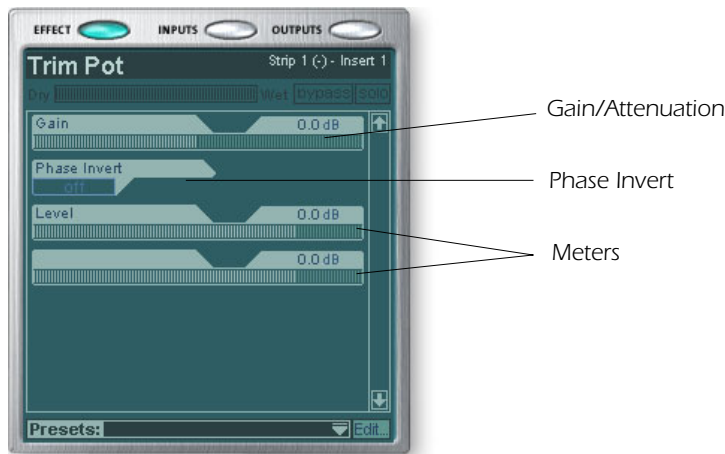 EFFECT INPUTS OUTPUTS
Trim Pot Strip 1 (-) - Insert 1
Dry Wet bypass solo
Gain 0.0 dB
Gain/Attenuation
Phase Invert
off
Phase Invert
Level 0.0 dB
Meters
0.0 dB
Presets: Edit...